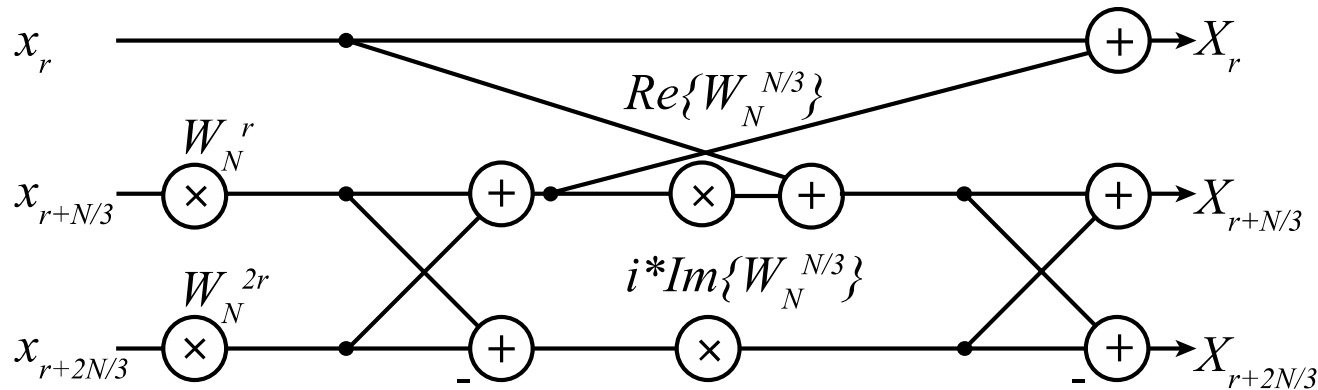 x_r + X_r
Re{W_N^{N/3}}
W_N^r
x_{r+N/3} × + × + + X_{r+N/3}
W_N^{2r} i*Im{W_N^{N/3}}
x_{r+2N/3} × - + × - + X_{r+2N/3}